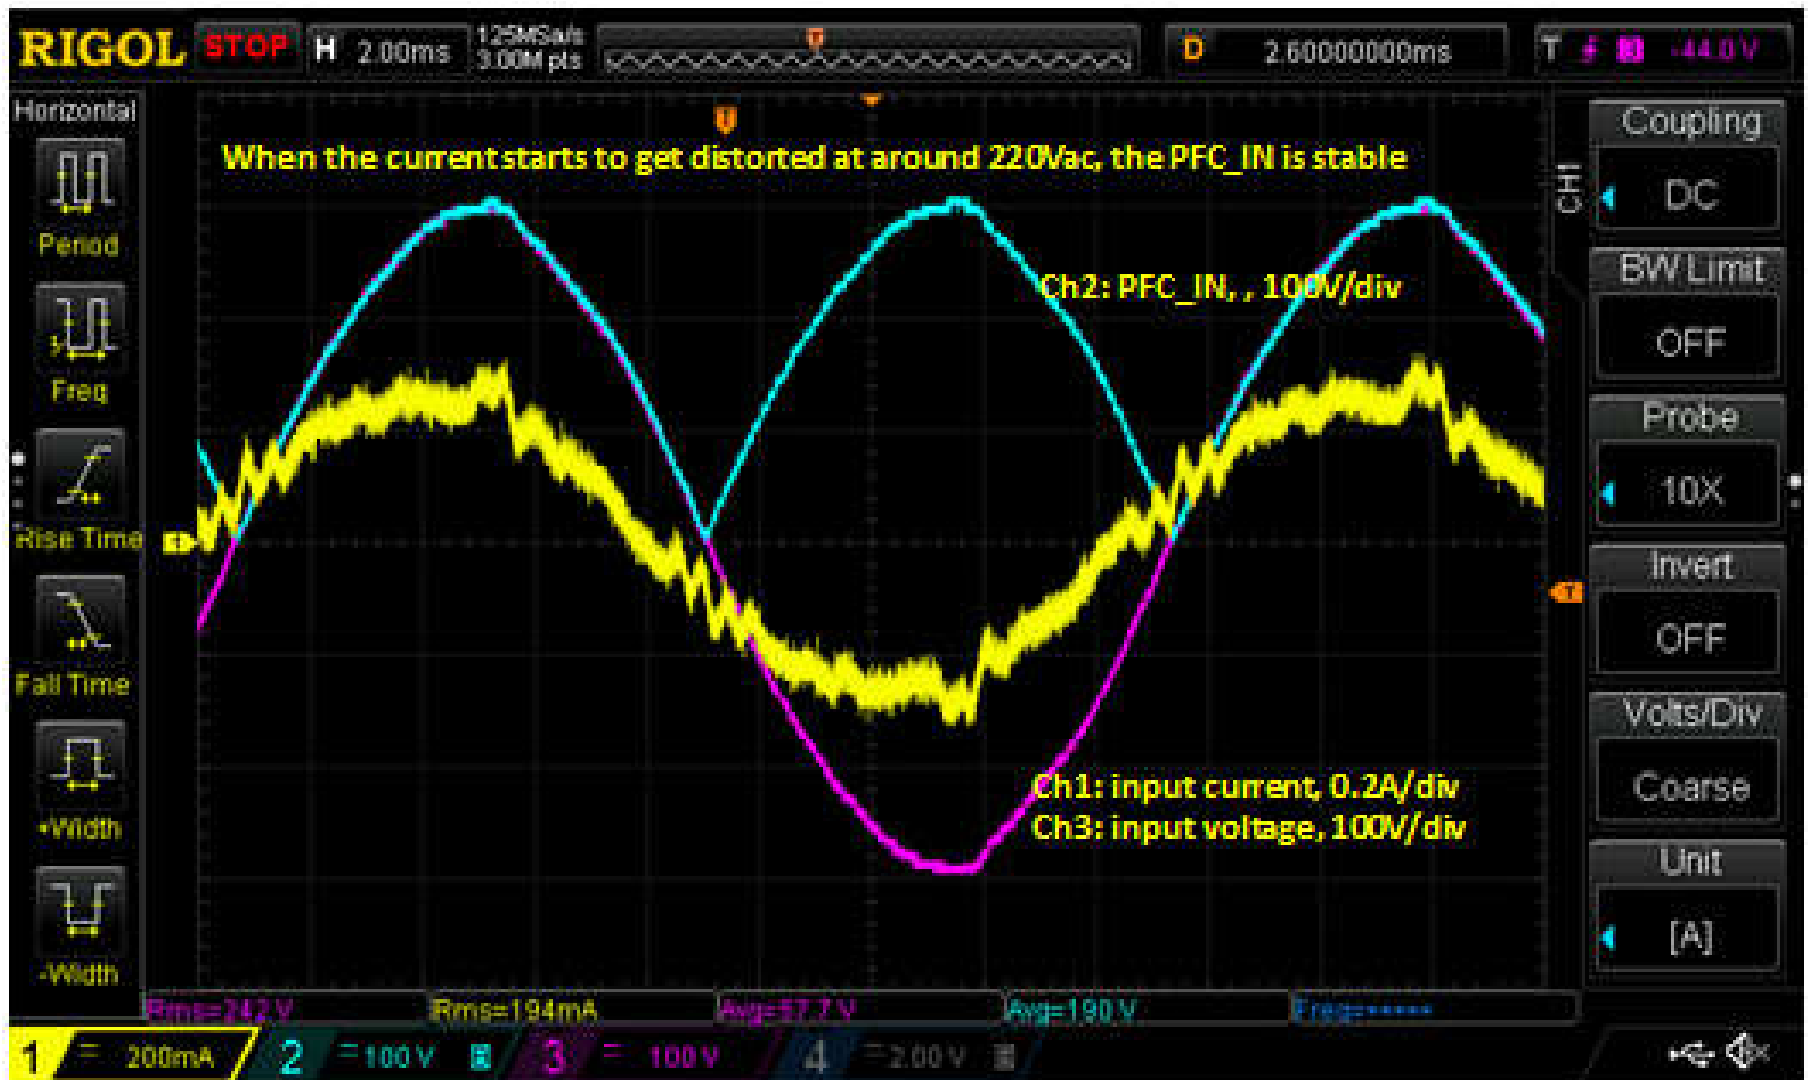 RIGOL STOP H 2.00ms 125MSa/s D 2.60000000ms T -44.0 V
3.00M pts
Horizontal
Period
Freq
Rise Time
Fall Time
+Width
-Width
When the current starts to get distorted at around 220Vac, the PFC_IN is stable
Ch2: PFC_IN, , 100V/div
Ch1: input current, 0.2A/div
Ch3: input voltage, 100V/div
CH1
Coupling
DC
BW Limit
OFF
Probe
10X
Invert
OFF
Volts/Div
Coarse
Unit
[A]
Rms=242 V Rms=194mA Avg=57.7 V Avg=190 V Freq=*****
1 = 200mA 2 = 100 V 3 = 100 V 4 = 2.00 V